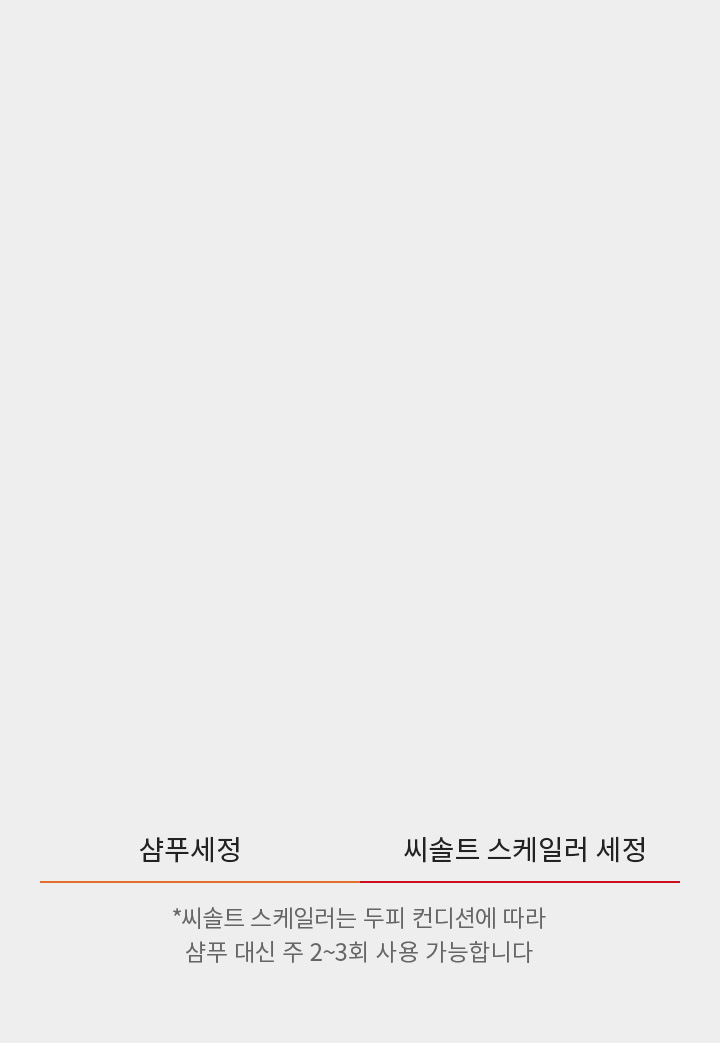 샴푸세정
씨솔트 스케일러 세정
*씨솔트 스케일러는 두피 컨디션에 따라
샴푸 대신 주 2~3회 사용 가능합니다